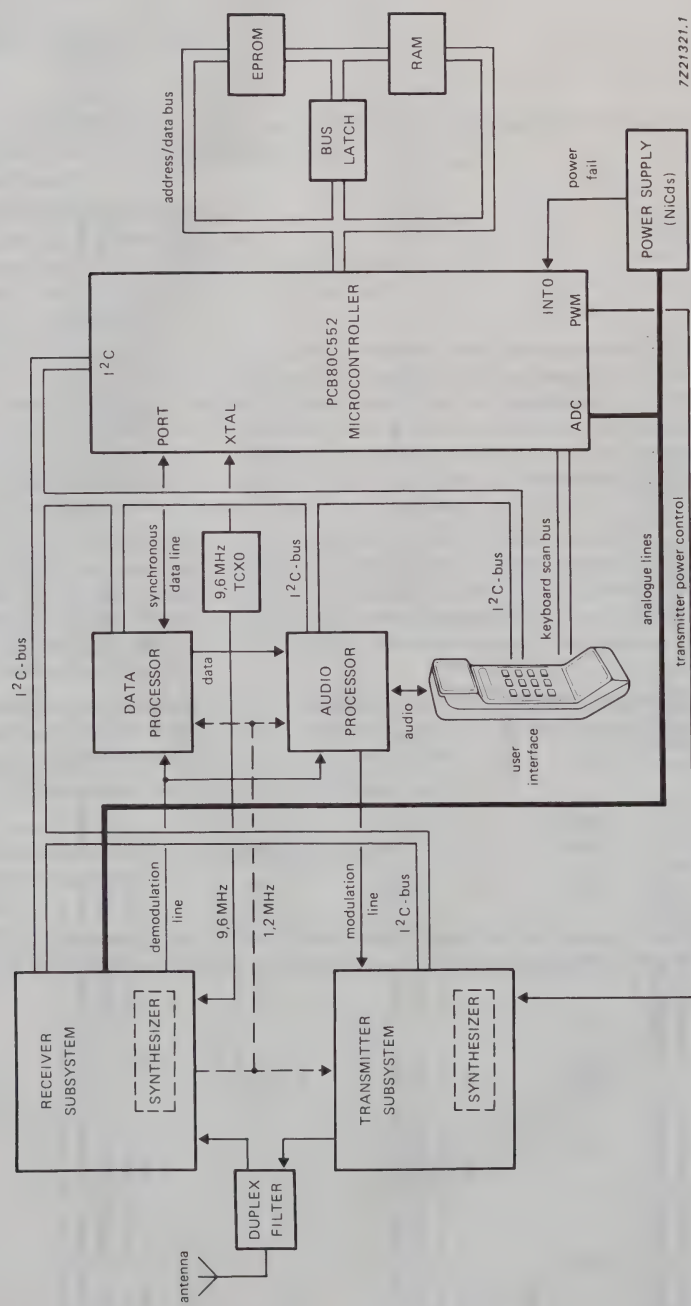 antenna
DUPLEX
FILTER
RECEIVER
SUBSYSTEM
SYNTHESIZER
TRANSMITTER
SUBSYSTEM
SYNTHESIZER
I²C-bus
demodulation
line
9,6 MHz
1,2 MHz
modulation
line
I²C-bus
DATA
PROCESSOR
synchronous
data line
data
9,6 MHz
TCXO
AUDIO
PROCESSOR
I²C-bus
audio
user
interface
I²C-bus
keyboard scan bus
analogue lines
transmitter power control
I²C
PORT
XTAL
PCB80C552
MICROCONTROLLER
ADC
INT0
PWM
address/data bus
EPROM
BUS
LATCH
RAM
power
fail
POWER SUPPLY
(NiCds)
7Z21321.1